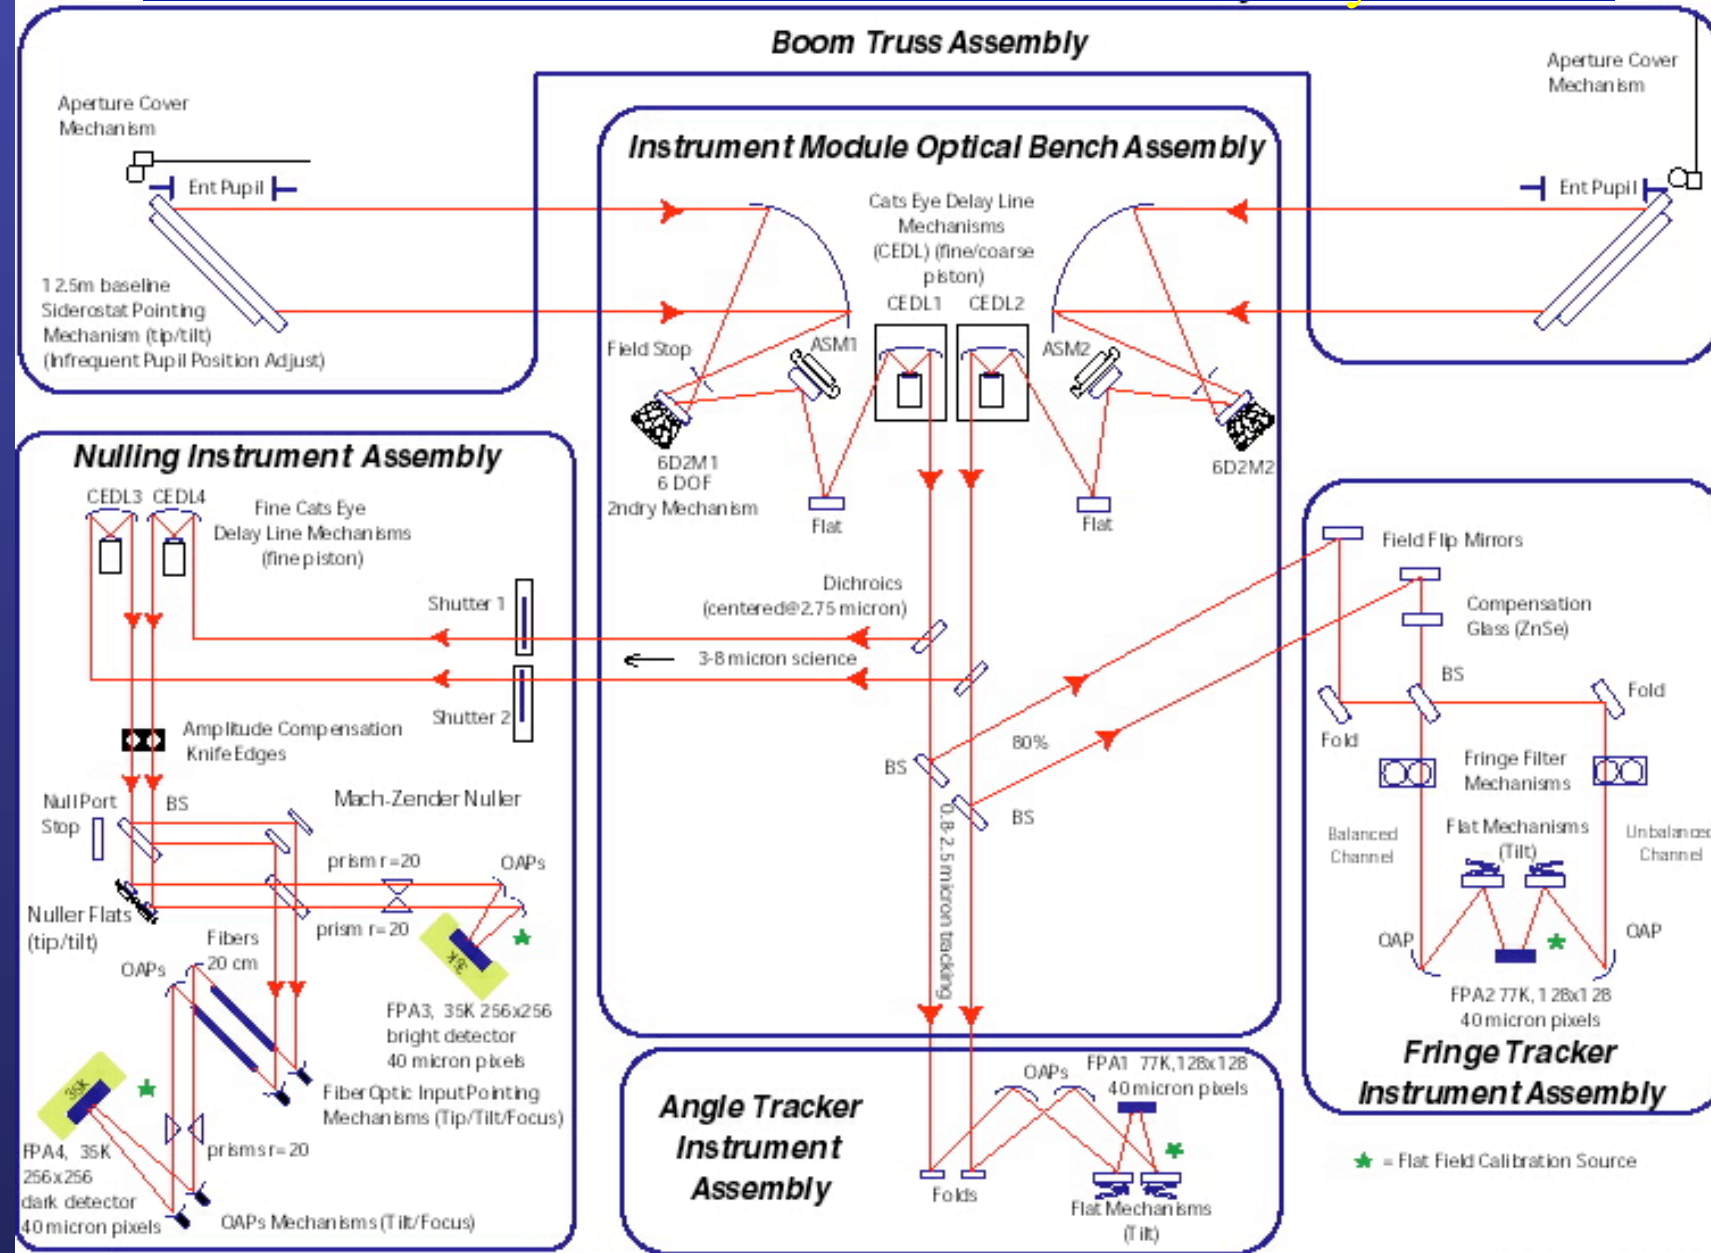 Boom Truss Assembly
Aperture Cover
Mechanism
Ent Pupil
12.5m baseline
Siderostat Pointing
Mechanism (tip/tilt)
(Infrequent Pupil Position Adjust)
Aperture Cover
Mechanism
Ent Pupil
Instrument Module Optical Bench Assembly
Cats Eye Delay Line
Mechanisms
(CEDL) (fine/coarse
piston)
CEDL1 CEDL2
Field Stop
ASM1
ASM2
6D2M1
6 DOF
2ndry Mechanism
Flat
Flat
6D2M2
Dichroics
(centered@2.75 micron)
3-8 micron science
80%
BS
BS
0.8-2.5 micron tracking
Nulling Instrument Assembly
CEDL3 CEDL4
Fine Cats Eye
Delay Line Mechanisms
(fine piston)
Shutter 1
Shutter 2
Amplitude Compensation
Knife Edges
Null Port
Stop
BS
Mach-Zender Nuller
prism r=20
OAPs
Nuller Flats
(tip/tilt)
prism r=20
Fibers
20 cm
OAPs
35K
FPA3, 35K 256x256
bright detector
40 micron pixels
Fiber Optic Input Pointing
Mechanisms (Tip/Tilt/Focus)
35K
FPA4, 35K
256x256
dark detector
40 micron pixels
prisms r=20
OAPs Mechanisms (Tilt/Focus)
Angle Tracker
Instrument
Assembly
OAPs
FPA1 77K,128x128
40 micron pixels
Folds
Flat Mechanisms
(Tilt)
Field Flip Mirrors
Compensation
Glass (ZnSe)
BS
Fold
Fold
Fringe Filter
Mechanisms
Balanced
Channel
Flat Mechanisms
(Tilt)
Unbalanced
Channel
OAP
OAP
FPA2 77K, 128x128
40 micron pixels
Fringe Tracker
Instrument Assembly
= Flat Field Calibration Source